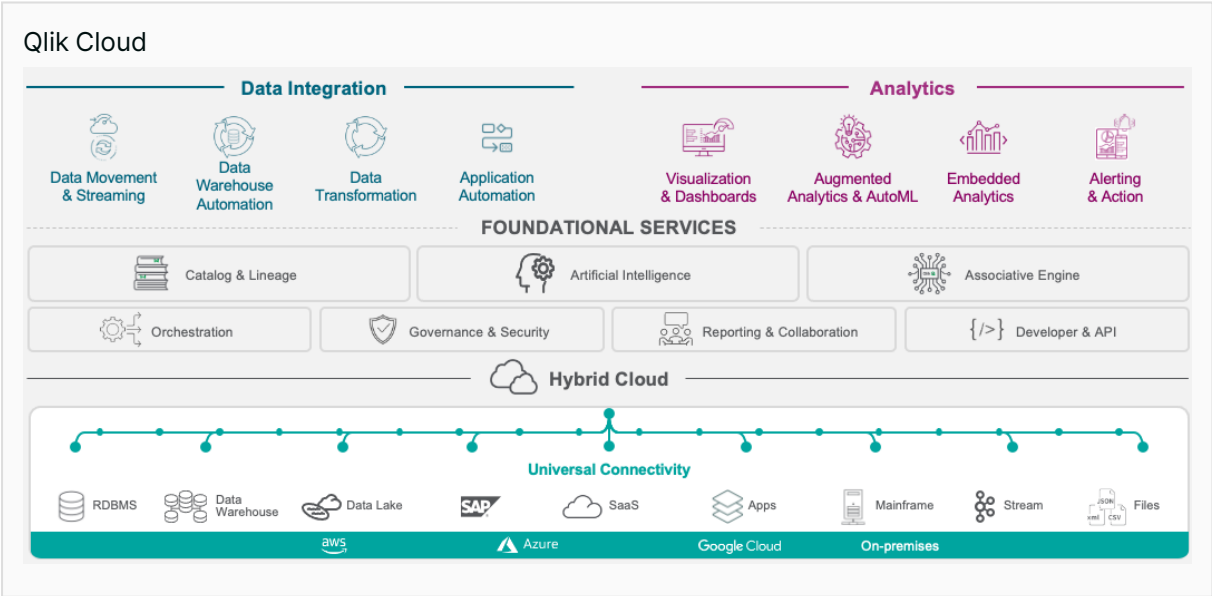 Qlik Cloud
Data Integration
Analytics
Data Movement
& Streaming
Data
Warehouse
Automation
Data
Transformation
Application
Automation
Visualization
& Dashboards
Augmented
Analytics & AutoML
Embedded
Analytics
Alerting
& Action
FOUNDATIONAL SERVICES
Catalog & Lineage
Artificial Intelligence
Associative Engine
Orchestration
Governance & Security
Reporting & Collaboration
{/>}
Developer & API
Hybrid Cloud
Universal Connectivity
RDBMS
Data
Warehouse
Data Lake
SAP
SaaS
Apps
Mainframe
Stream
JSON
xml
CSV
Files
aws
Azure
Google Cloud
On-premises